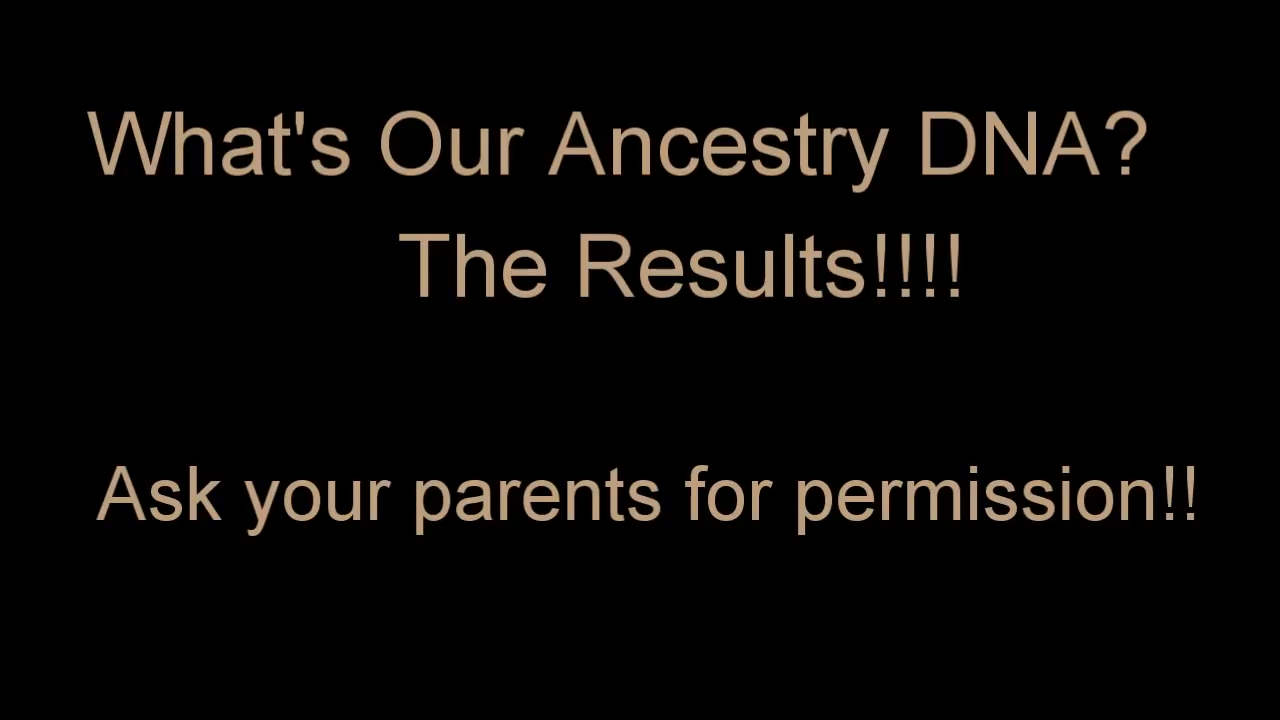 What's Our Ancestry DNA?
The Results!!!!
Ask your parents for permission!!